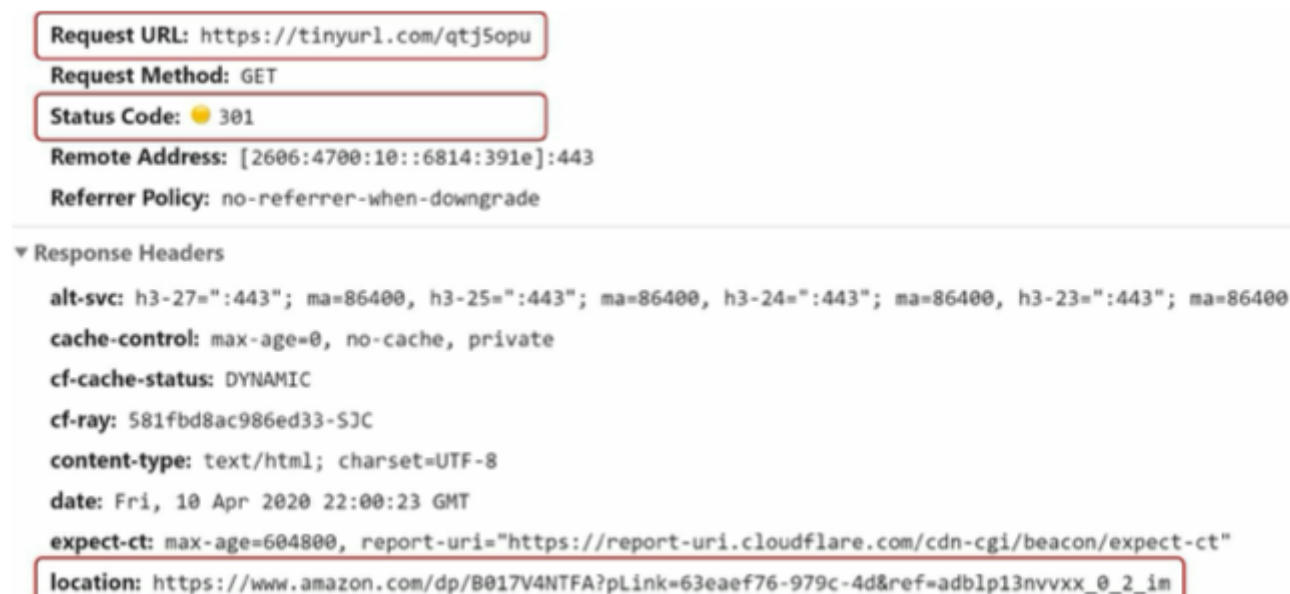 Request URL: https://tinyurl.com/qtj5opu
Request Method: GET
Status Code: 301
Remote Address: [2606:4700:10::6814:391e]:443
Referrer Policy: no-referrer-when-downgrade
Response Headers
alt-svc: h3-27=":443"; ma=86400, h3-25=":443"; ma=86400, h3-24=":443"; ma=86400, h3-23=":443"; ma=86400
cache-control: max-age=0, no-cache, private
cf-cache-status: DYNAMIC
cf-ray: 581fbd8ac986ed33-SJC
content-type: text/html; charset=UTF-8
date: Fri, 10 Apr 2020 22:00:23 GMT
expect-ct: max-age=604800, report-uri="https://report-uri.cloudflare.com/cdn-cgi/beacon/expect-ct"
location: https://www.amazon.com/dp/B017V4NTFA?pLink=63eaef76-979c-4d&ref=adblp13nvvxx_0_2_im